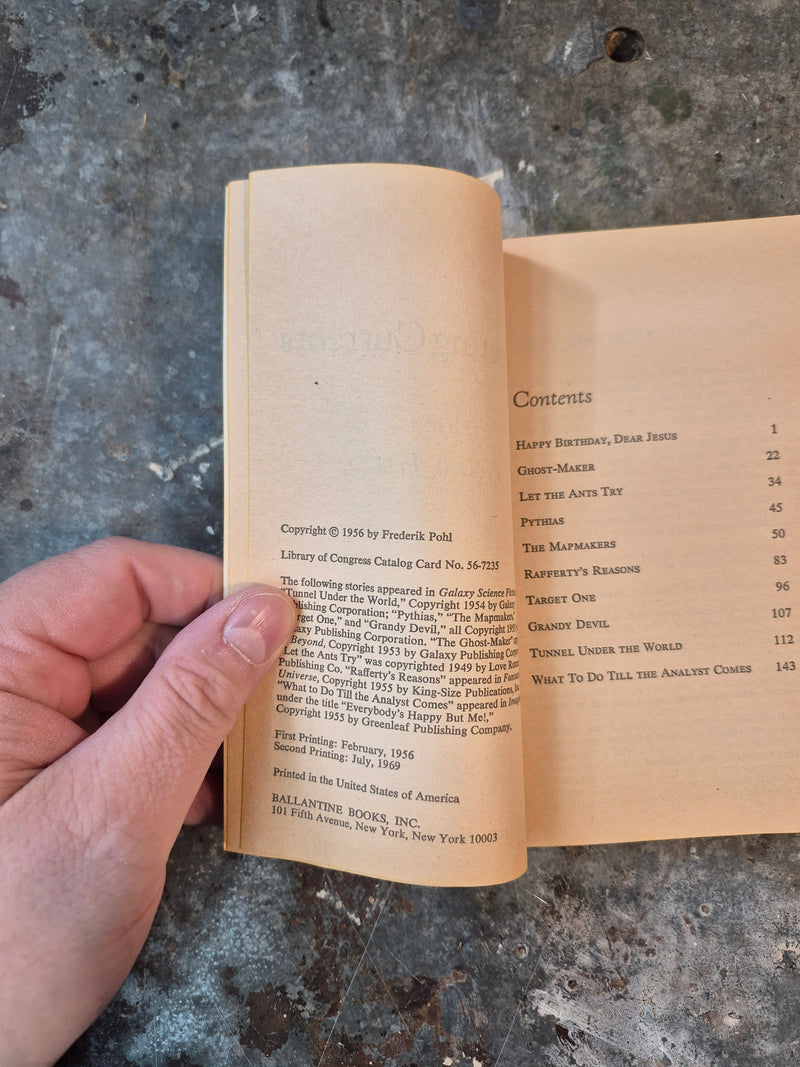 Copyright © 1956 by Frederik Pohl
Library of Congress Catalog Card No. 56-7235
The following stories appeared in Galaxy Science
"Tunnel Under the World," Copyright 1954 by Galaxy
Publishing Corporation; "Pythias," "The Mapmakers,"
One," and "Grandy Devil," all Copyright
Galaxy Publishing Corporation. "The Ghost-Maker"
Beyond, Copyright 1953 by Galaxy Publishing
"Let the Ants Try" was copyrighted 1949 by Love
Publishing Co. "Rafferty's Reasons" appeared in
Universe, Copyright 1955 by King-Size Publications,
"What to Do Till the Analyst Comes" appeared in
under the title "Everybody's Happy But Me!,"
Copyright 1955 by Greenleaf Publishing Company.
First Printing: February, 1956
Second Printing: July, 1969
Printed in the United States of America
BALLANTINE BOOKS, INC.
101 Fifth Avenue, New York, New York 10003
Contents
HAPPY BIRTHDAY, DEAR JESUS 1
GHOST-MAKER 22
LET THE ANTS TRY 34
PYTHIAS 45
THE MAPMAKERS 50
RAFFERTY'S REASONS 83
TARGET ONE 96
GRANDY DEVIL 107
TUNNEL UNDER THE WORLD 112
WHAT TO DO TILL THE ANALYST COMES 143